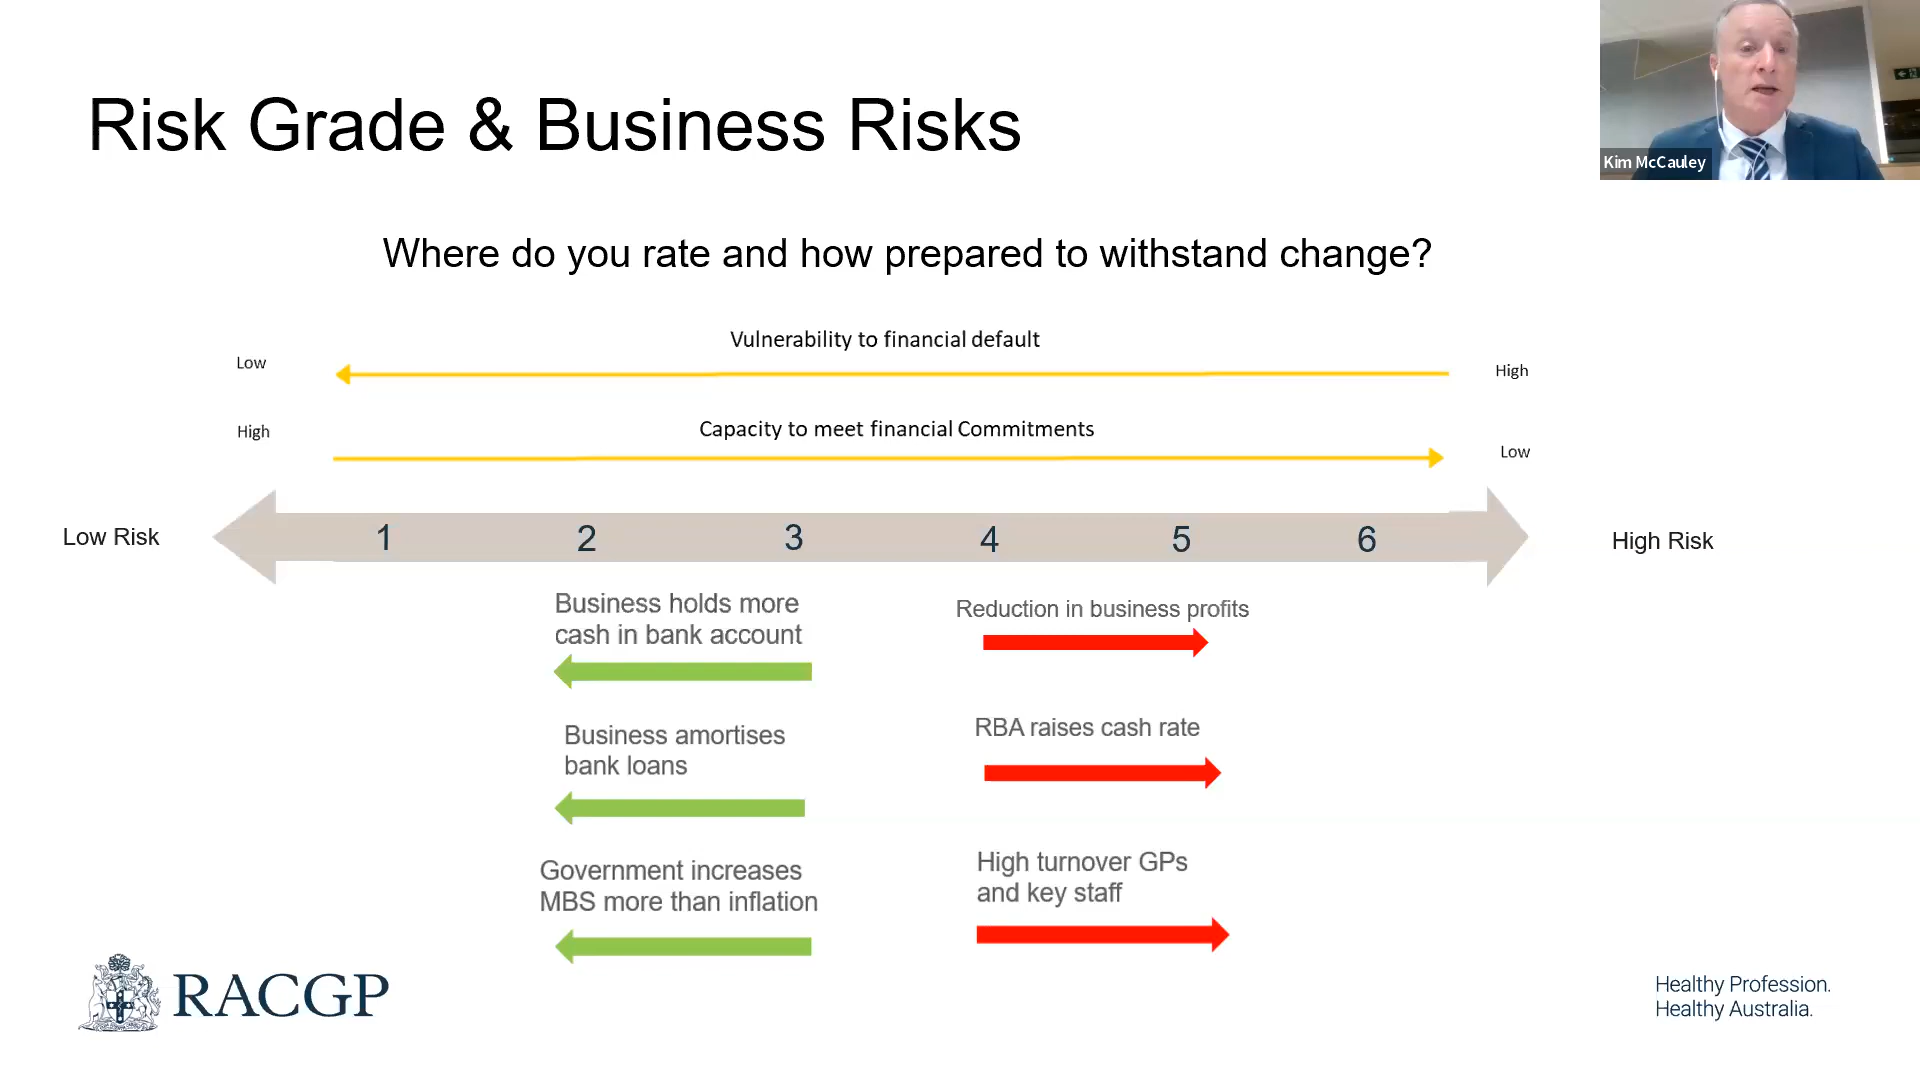 Risk Grade & Business Risks
Kim McCauley
Where do you rate and how prepared to withstand change?
Vulnerability to financial default
Low
High
Capacity to meet financial Commitments
High
Low
Low Risk
1 2 3 4 5 6
High Risk
Business holds more
cash in bank account
Reduction in business profits
Business amortises
bank loans
RBA raises cash rate
Government increases
MBS more than inflation
High turnover GPs
and key staff
RACGP
Healthy Profession.
Healthy Australia.